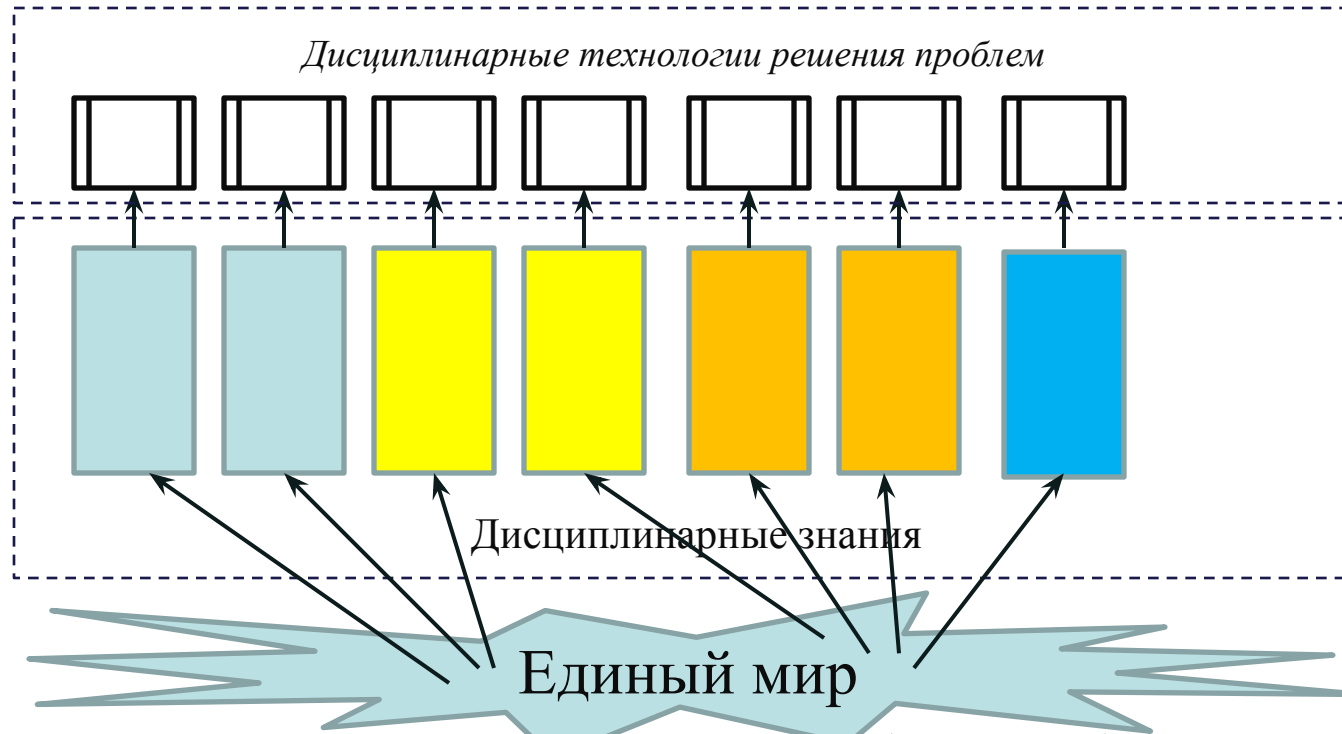 Дисциплинарные технологии решения проблем
Дисциплинарные знания
Единый мир